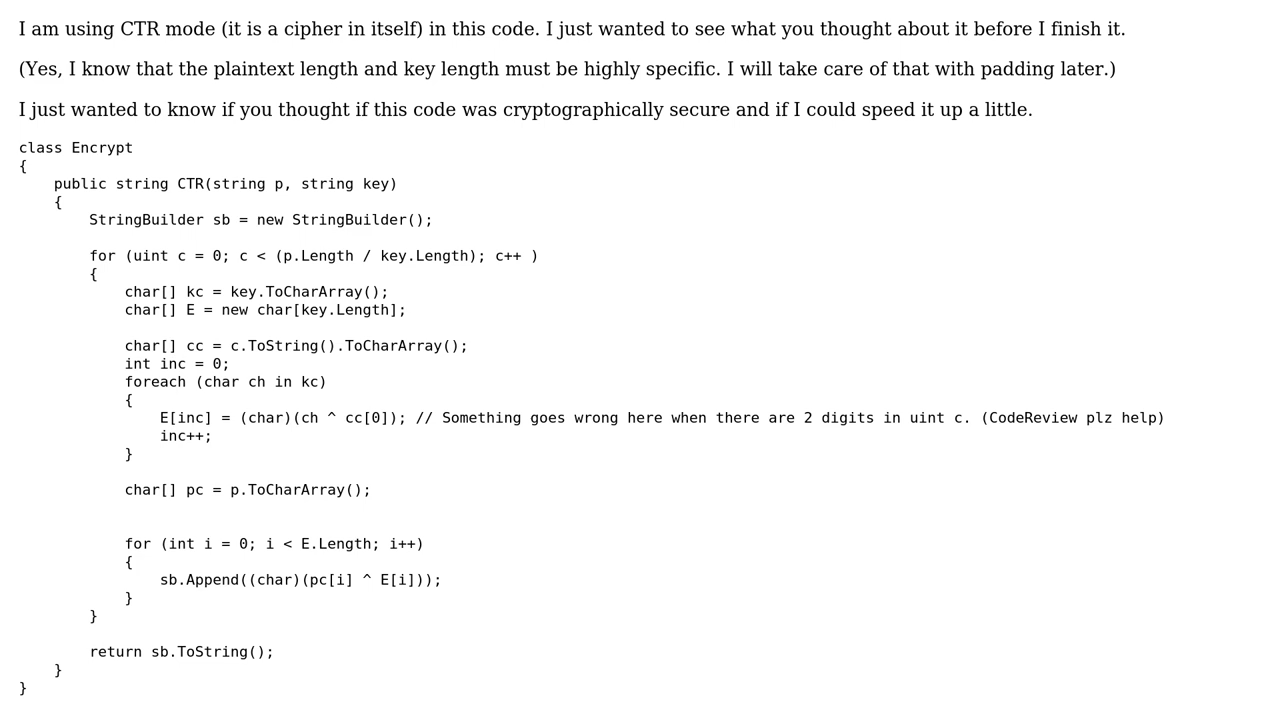 I am using CTR mode (it is a cipher in itself) in this code. I just wanted to see what you thought about it before I finish it.
(Yes, I know that the plaintext length and key length must be highly specific. I will take care of that with padding later.)
I just wanted to know if you thought if this code was cryptographically secure and if I could speed it up a little.
class Encrypt
{
    public string CTR(string p, string key)
    {
        StringBuilder sb = new StringBuilder();

        for (uint c = 0; c < (p.Length / key.Length); c++ )
        {
            char[] kc = key.ToCharArray();
            char[] E = new char[key.Length];

            char[] cc = c.ToString().ToCharArray();
            int inc = 0;
            foreach (char ch in kc)
            {
                E[inc] = (char)(ch ^ cc[0]); // Something goes wrong here when there are 2 digits in uint c. (CodeReview plz help)
                inc++;
            }

            char[] pc = p.ToCharArray();


            for (int i = 0; i < E.Length; i++)
            {
                sb.Append((char)(pc[i] ^ E[i]));
            }
        }

        return sb.ToString();
    }
}